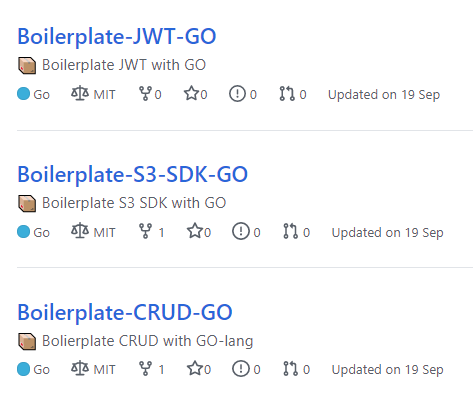 Boilerplate-JWT-GO
Boilerplate JWT with GO
Go MIT 0 0 0 0 Updated on 19 Sep
Boilerplate-S3-SDK-GO
Boilerplate S3 SDK with GO
Go MIT 1 0 0 0 Updated on 19 Sep
Boilerplate-CRUD-GO
Bolierplate CRUD with GO-lang
Go MIT 1 0 0 0 Updated on 19 Sep